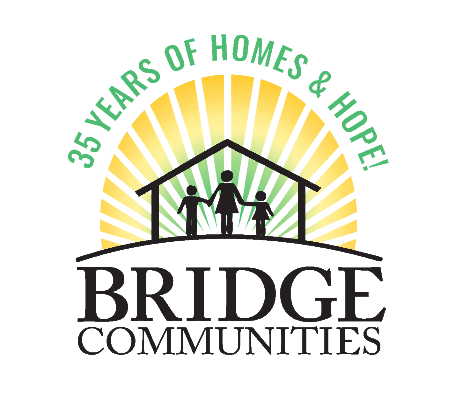 35 YEARS OF HOMES & HOPE!
BRIDGE
COMMUNITIES